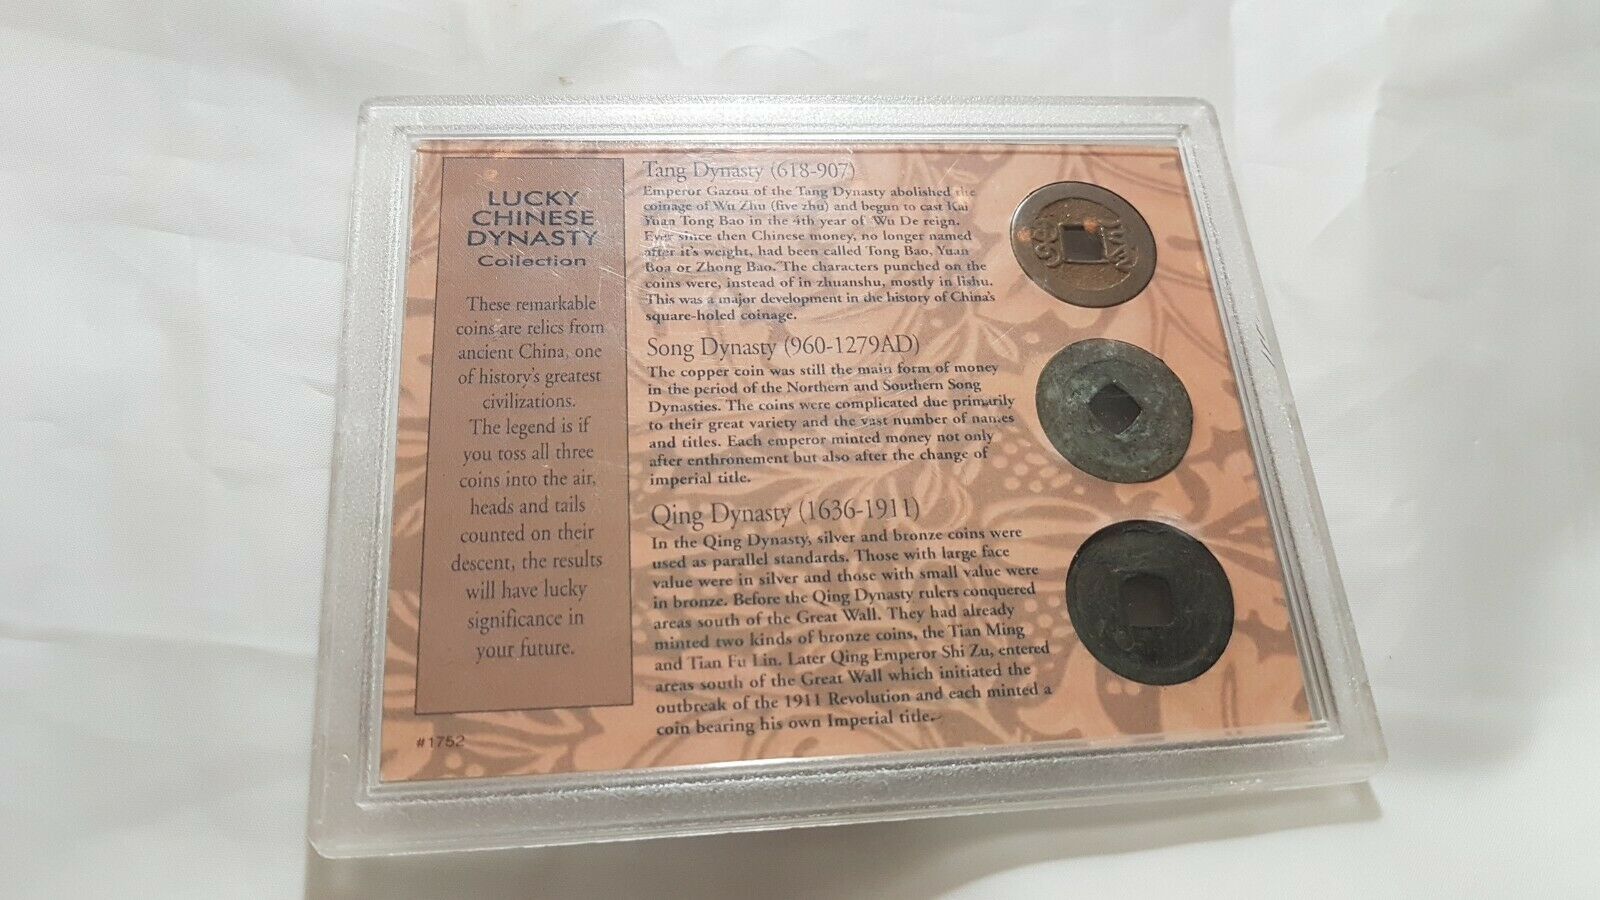 LUCKY
CHINESE
DYNASTY
Collection
These remarkable
coins are relics from
ancient China, one
of history's greatest
civilizations.
The legend is if
you toss all three
coins into the air,
heads and tails
counted on their
descent, the results
will have lucky
significance in
your future.
#1752
Tang Dynasty (618-907)
Emperor Gazou of the Tang Dynasty abolished the
coinage of Wu Zhu (five zhu) and begun to cast Kai
Yuan Tong Bao in the 4th year of Wu De reign.
Ever since then Chinese money, no longer named
after it's weight, had been called Tong Bao, Yuan
Boa or Zhong Bao. The characters punched on the
coins were, instead of in zhuanshu, mostly in lishu.
This was a major development in the history of China's
square-holed coinage.
Song Dynasty (960-1279AD)
The copper coin was still the main form of money
in the period of the Northern and Southern Song
Dynasties. The coins were complicated due primarily
to their great variety and the vast number of names
and titles. Each emperor minted money not only
after enthronement but also after the change of
imperial title.
Qing Dynasty (1636-1911)
In the Qing Dynasty, silver and bronze coins were
used as parallel standards. Those with large face
value were in silver and those with small value were
in bronze. Before the Qing Dynasty rulers conquered
areas south of the Great Wall. They had already
minted two kinds of bronze coins, the Tian Ming
and Tian Fu Lin. Later Qing Emperor Shi Zu, entered
areas south of the Great Wall which initiated the
outbreak of the 1911 Revolution and each minted a
coin bearing his own Imperial title.